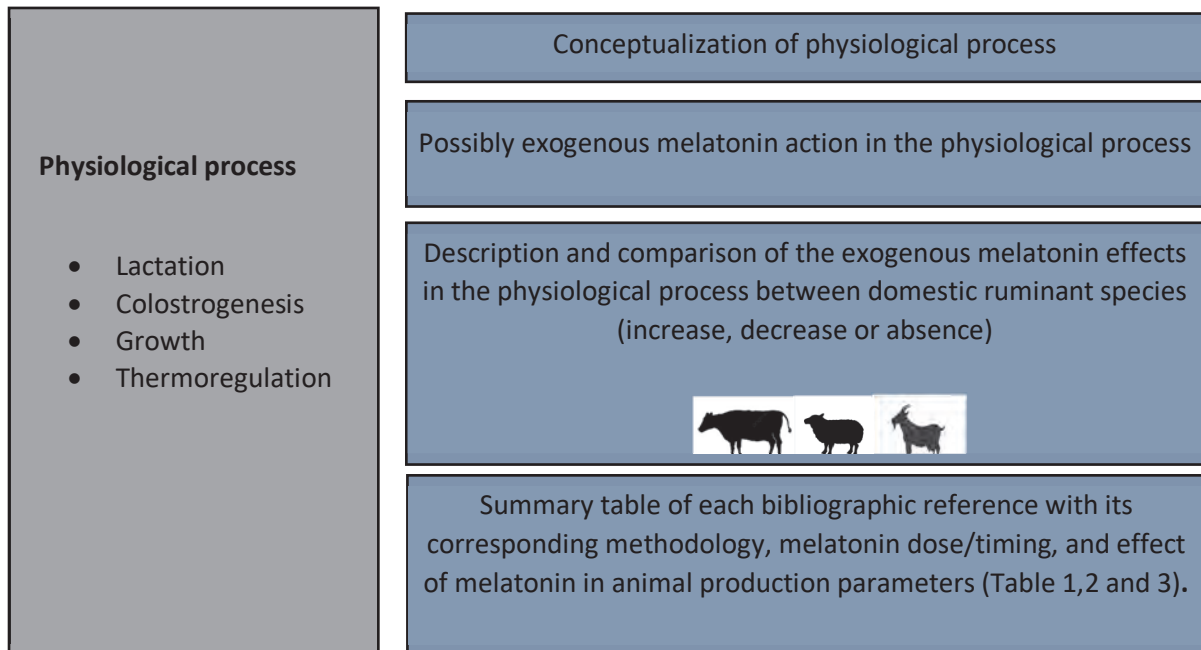 Physiological process
• Lactation
• Colostrogenesis
• Growth
• Thermoregulation
Conceptualization of physiological process
Possibly exogenous melatonin action in the physiological process
Description and comparison of the exogenous melatonin effects
in the physiological process between domestic ruminant species
(increase, decrease or absence)
Summary table of each bibliographic reference with its
corresponding methodology, melatonin dose/timing, and effect
of melatonin in animal production parameters (Table 1,2 and 3).